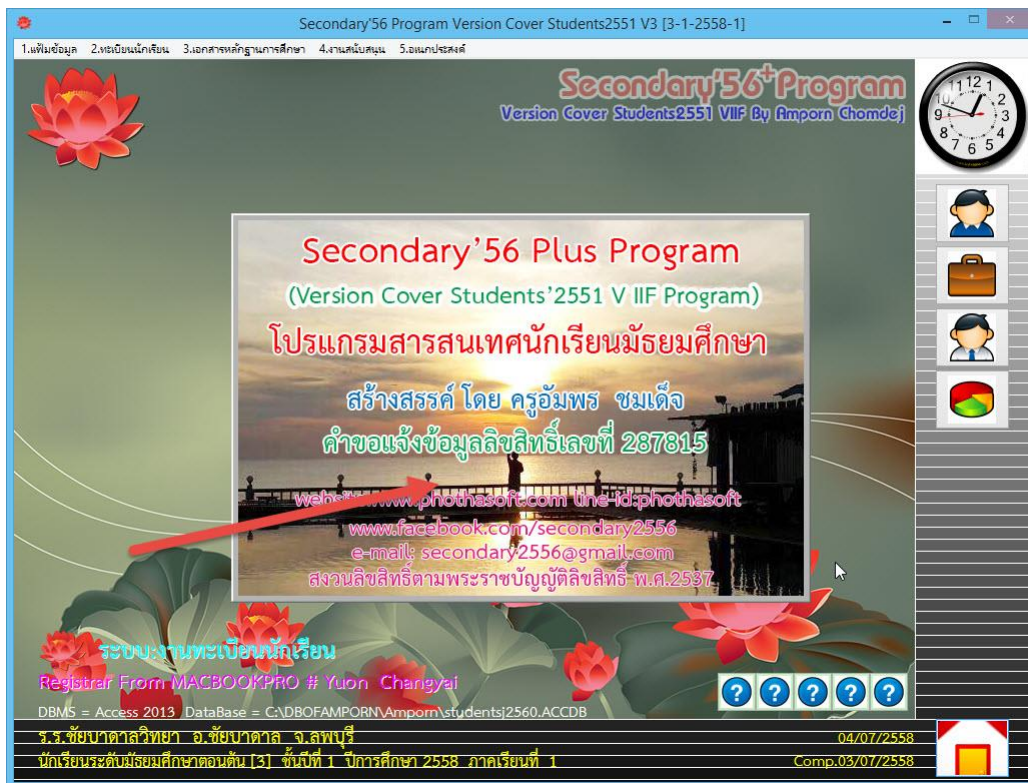 Secondary'56 Program Version Cover Students2551 V3 [3-1-2558-1]
1.แฟ้มข้อมูล 2.ทะเบียนนักเรียน 3.เอกสารหลักฐานการศึกษา 4.งานสนับสนุน 5.อเนกประสงค์
Secondary'56+Program
Version Cover Students2551 VIIF By Amporn Chomdej
11 12 1
10 2
9 3
8 4
7 6 5
Secondary'56 Plus Program
(Version Cover Students'2551 V IIF Program)
โปรแกรมสารสนเทศนักเรียนมัธยมศึกษา
สร้างสรรค์ โดย ครูอัมพร ชมเด็จ
คำขอแจ้งข้อมูลลิขสิทธิ์เลขที่ 287815
website:www.phothasoft.com line-id:phothasoft
www.facebook.com/secondary2556
e-mail: secondary2556@gmail.com
สงวนลิขสิทธิ์ตามพระราชบัญญัติลิขสิทธิ์ พ.ศ.2537
ระบบ:งานทะเบียนนักเรียน
Registrar From MACBOOKPRO # Yuon Changyai
? ? ? ? ?
DBMS = Access 2013 DataBase = C:\DBOFAMPORN\Amporn\studentsj2560.ACCDB
ร.ร.ชัยบาดาลวิทยา อ.ชัยบาดาล จ.ลพบุรี 04/07/2558
นักเรียนระดับมัธยมศึกษาตอนต้น [3] ชั้นปีที่ 1 ปีการศึกษา 2558 ภาคเรียนที่ 1 Comp.03/07/2558